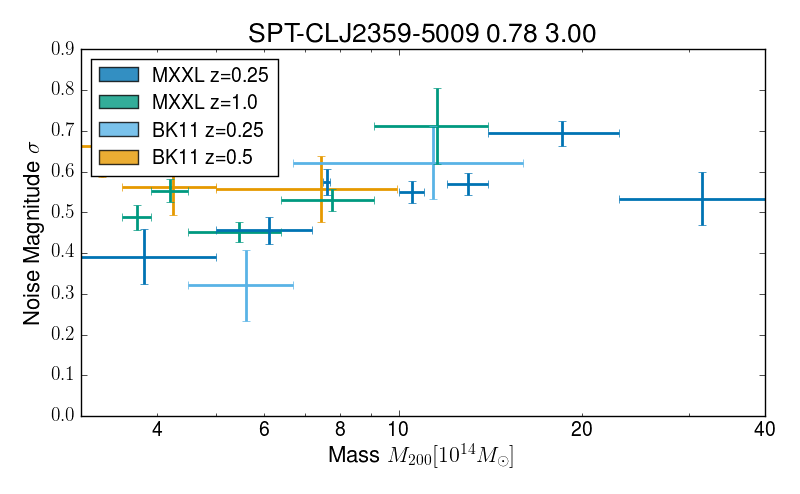 SPT-CLJ2359-5009 0.78 3.00
0.9
0.8
0.7
0.6
0.5
0.4
0.3
0.2
0.1
0.0
Noise Magnitude σ
MXXL z=0.25
MXXL z=1.0
BK11 z=0.25
BK11 z=0.5
4 6 8 10 20 40
Mass M₂₀₀[10¹⁴M⊙]